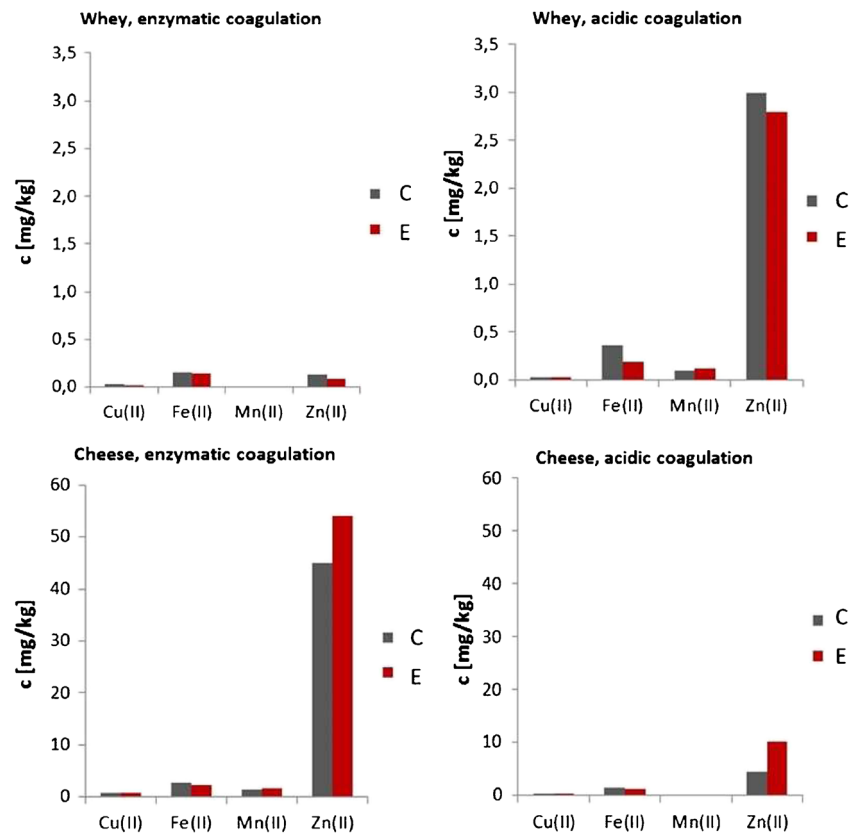 Whey, enzymatic coagulation
3,5
3,0
2,5
2,0
1,5
1,0
0,5
0,0
c [mg/kg]
Cu(II) Fe(II) Mn(II) Zn(II)
C
E
Whey, acidic coagulation
3,5
3,0
2,5
2,0
1,5
1,0
0,5
0,0
c [mg/kg]
Cu(II) Fe(II) Mn(II) Zn(II)
C
E
Cheese, enzymatic coagulation
60
50
40
30
20
10
0
c [mg/kg]
Cu(II) Fe(II) Mn(II) Zn(II)
C
E
Cheese, acidic coagulation
60
50
40
30
20
10
0
c [mg/kg]
Cu(II) Fe(II) Mn(II) Zn(II)
C
E